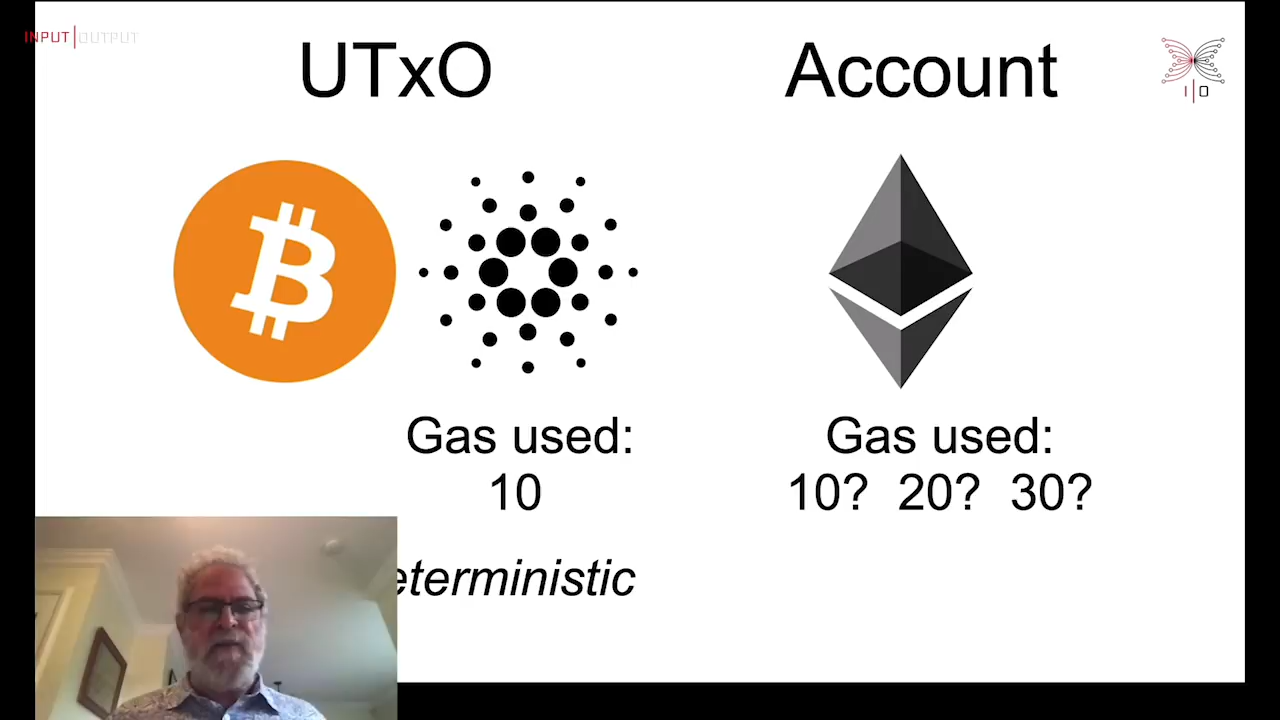 INPUT|OUTPUT
UTxO
Account
I|O
Gas used:
10
Gas used:
10? 20? 30?
eterministic